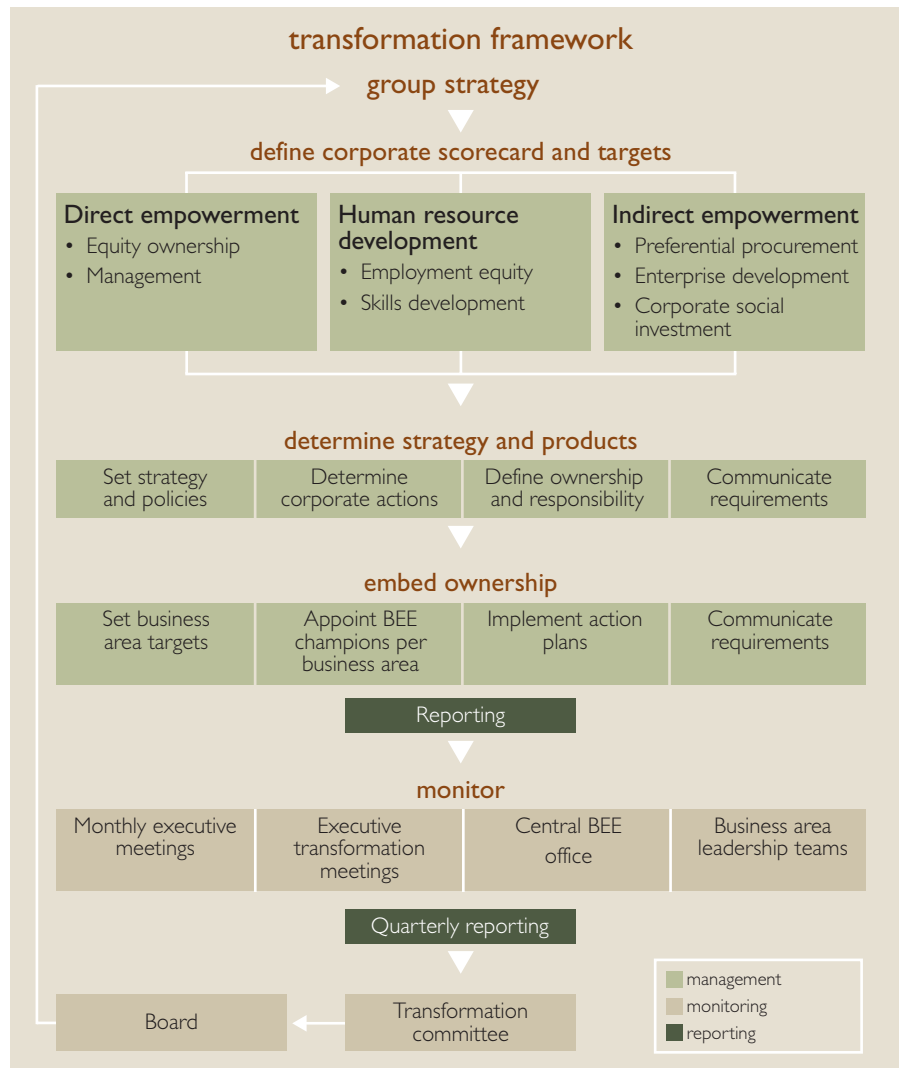 transformation framework
group strategy
define corporate scorecard and targets
Direct empowerment
• Equity ownership
• Management
Human resource
development
• Employment equity
• Skills development
Indirect empowerment
• Preferential procurement
• Enterprise development
• Corporate social
investment
determine strategy and products
Set strategy
and policies
Determine
corporate actions
Define ownership
and responsibility
Communicate
requirements
embed ownership
Set business
area targets
Appoint BEE
champions per
business area
Implement action
plans
Communicate
requirements
Reporting
monitor
Monthly executive
meetings
Executive
transformation
meetings
Central BEE
office
Business area
leadership teams
Quarterly reporting
Board
Transformation
committee
management
monitoring
reporting